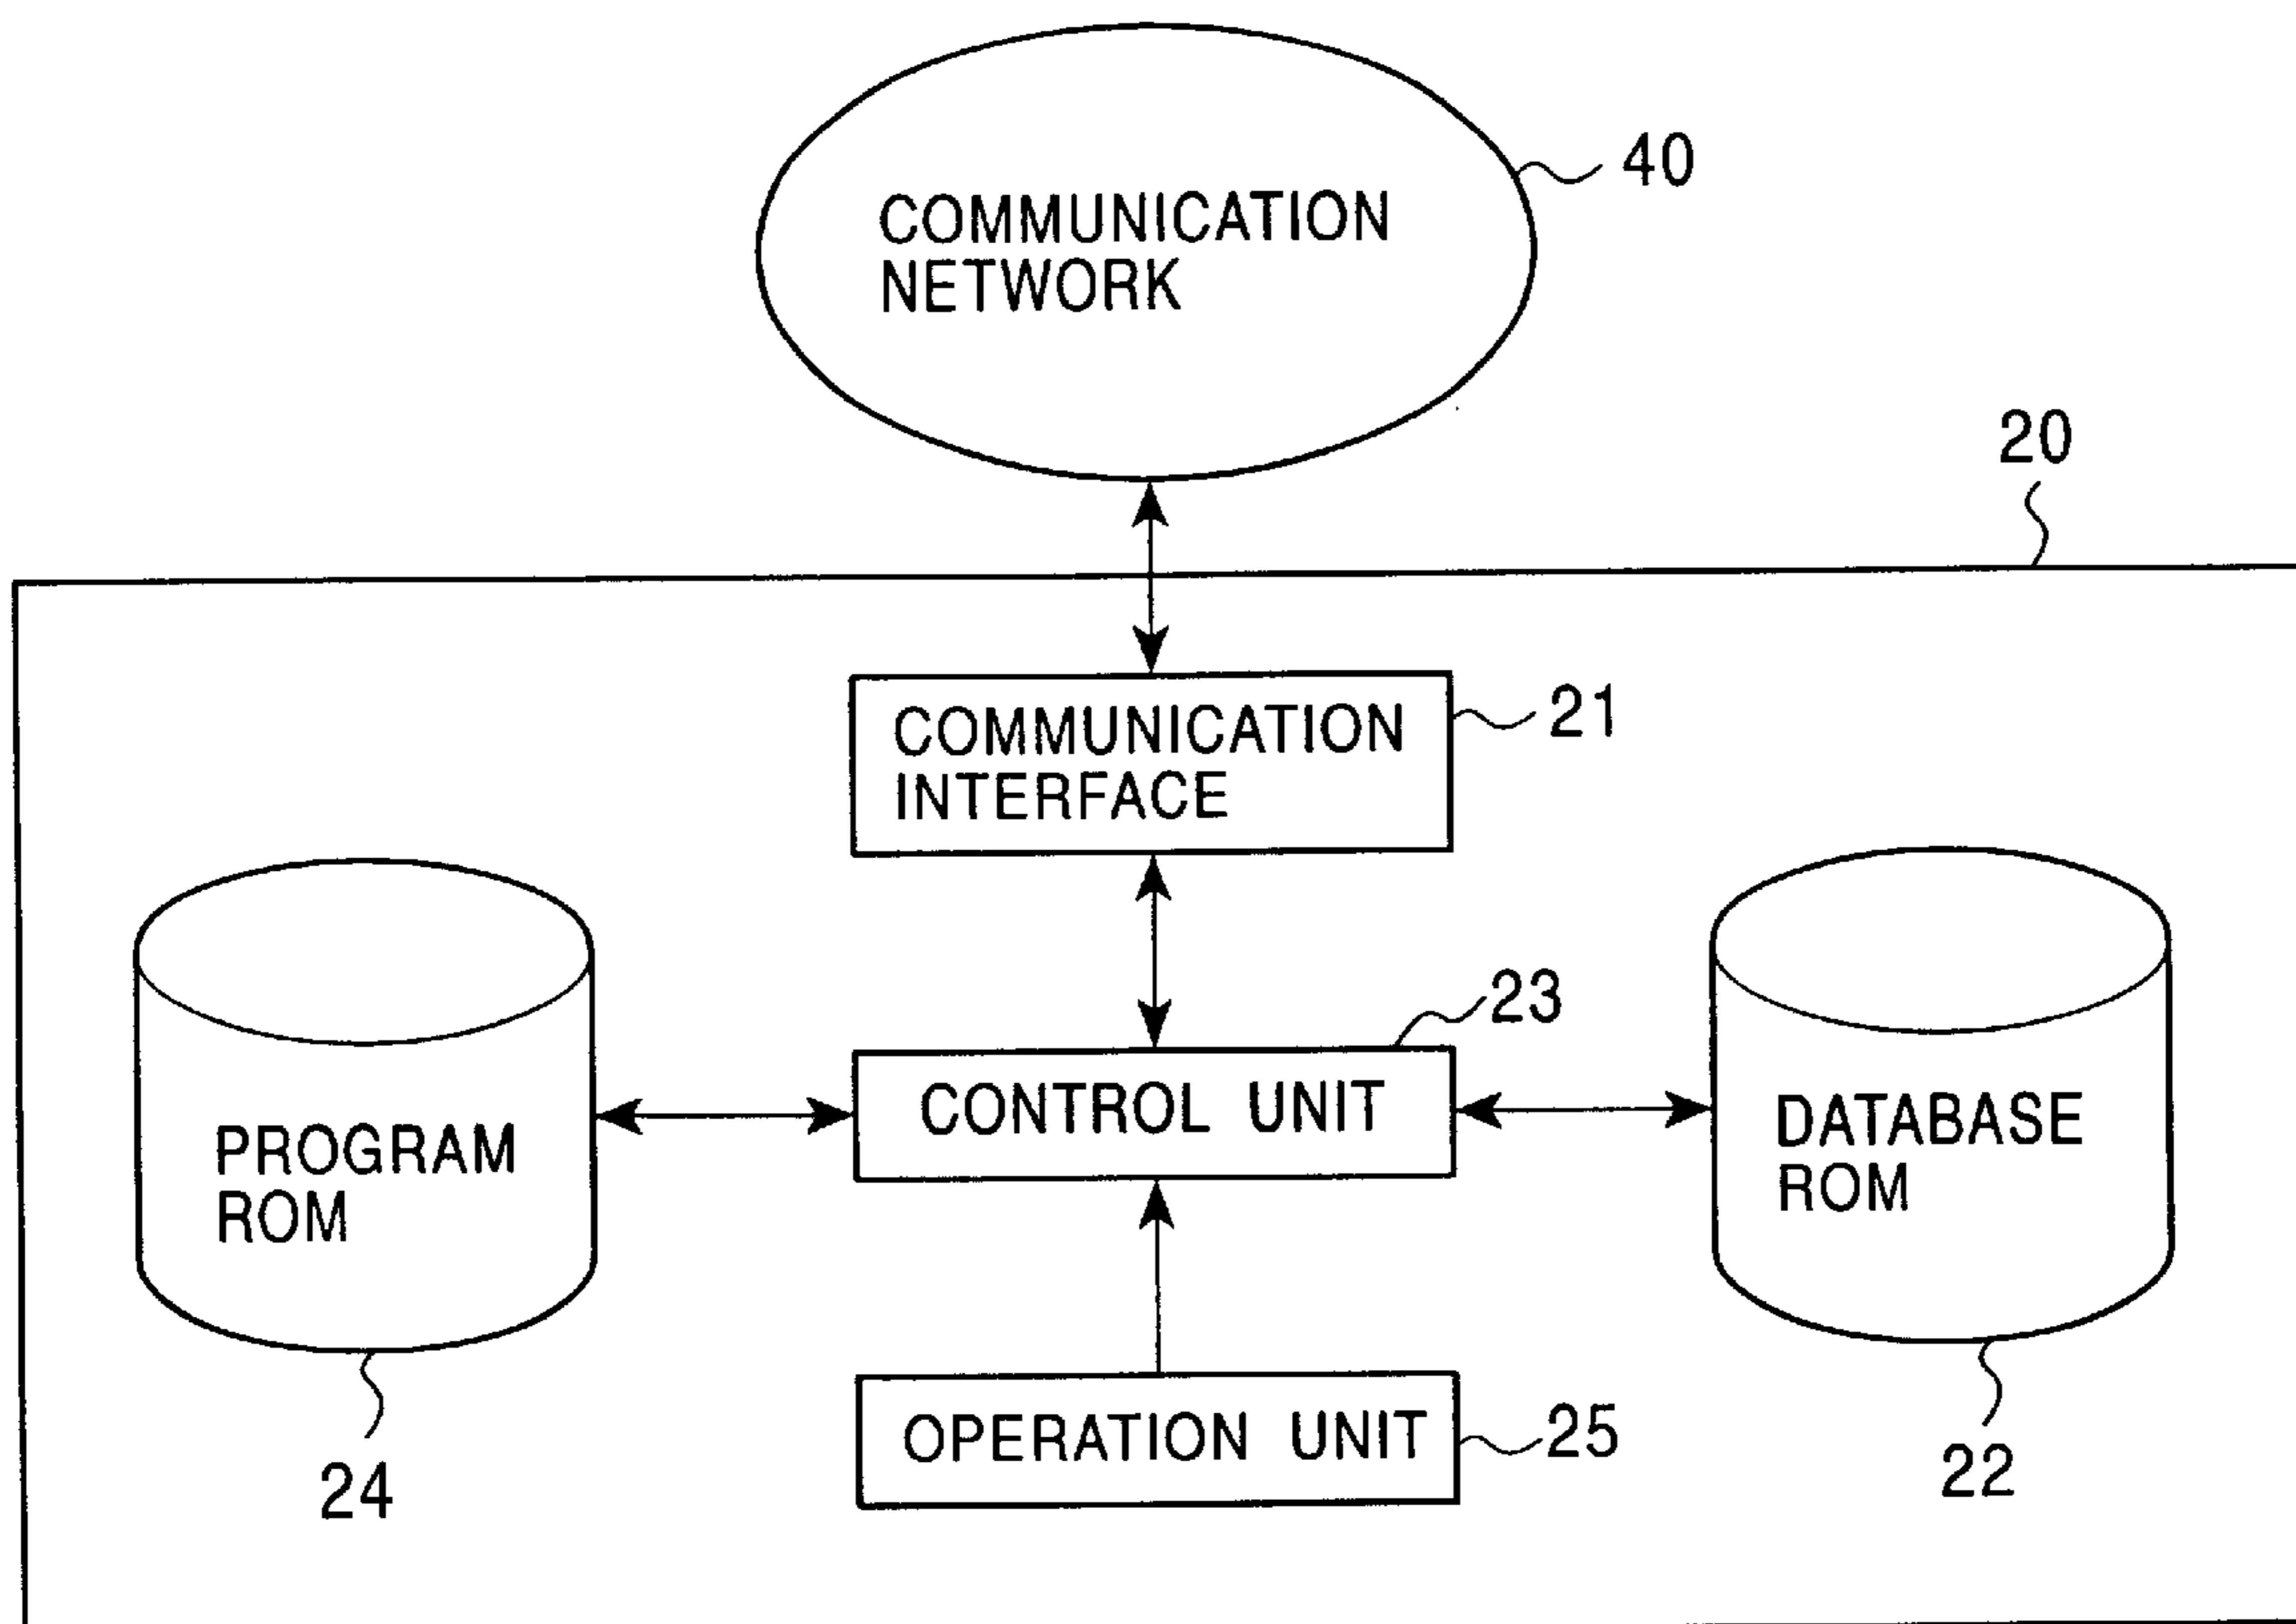 COMMUNICATION
NETWORK
40
20
COMMUNICATION
INTERFACE
21
23
PROGRAM
ROM
CONTROL UNIT
DATABASE
ROM
OPERATION UNIT
25
24
22